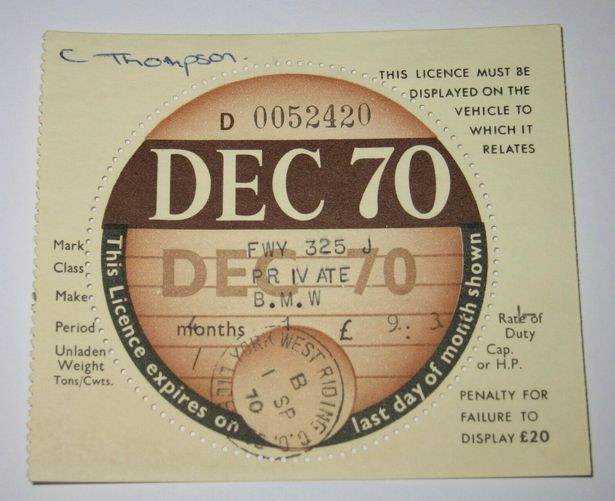 C Thompson
THIS LICENCE MUST BE
DISPLAYED ON THE
VEHICLE TO
WHICH IT
RELATES
D 0052420
DEC 70
DEC 70
Mark FWY 325 J
Class PRIVATE
Make B.M.W
Period 4 months 1 £ 9 : 3
Rate of
Duty
Unladen
Weight
Tons/Cwts.
Cap.
or H.P.
This Licence expires on last day of month shown
YORK WEST RIDING C.C.
B
1 SP
70
PENALTY FOR
FAILURE TO
DISPLAY £20